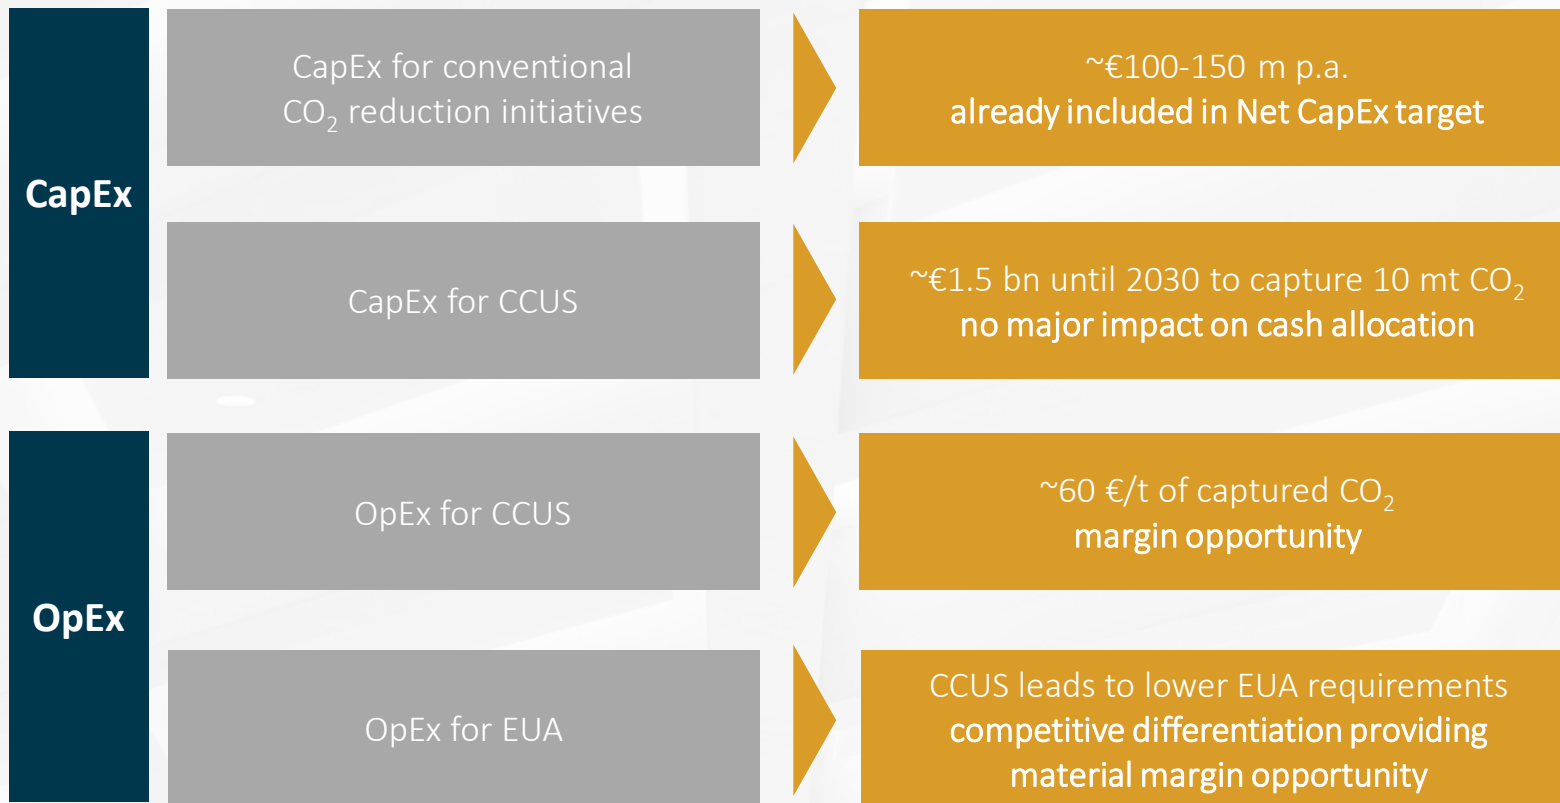 CapEx
CapEx for conventional
CO₂ reduction initiatives
~€100-150 m p.a.
already included in Net CapEx target
CapEx for CCUS
~€1.5 bn until 2030 to capture 10 mt CO₂
no major impact on cash allocation
OpEx
OpEx for CCUS
~60 €/t of captured CO₂
margin opportunity
OpEx for EUA
CCUS leads to lower EUA requirements
competitive differentiation providing
material margin opportunity